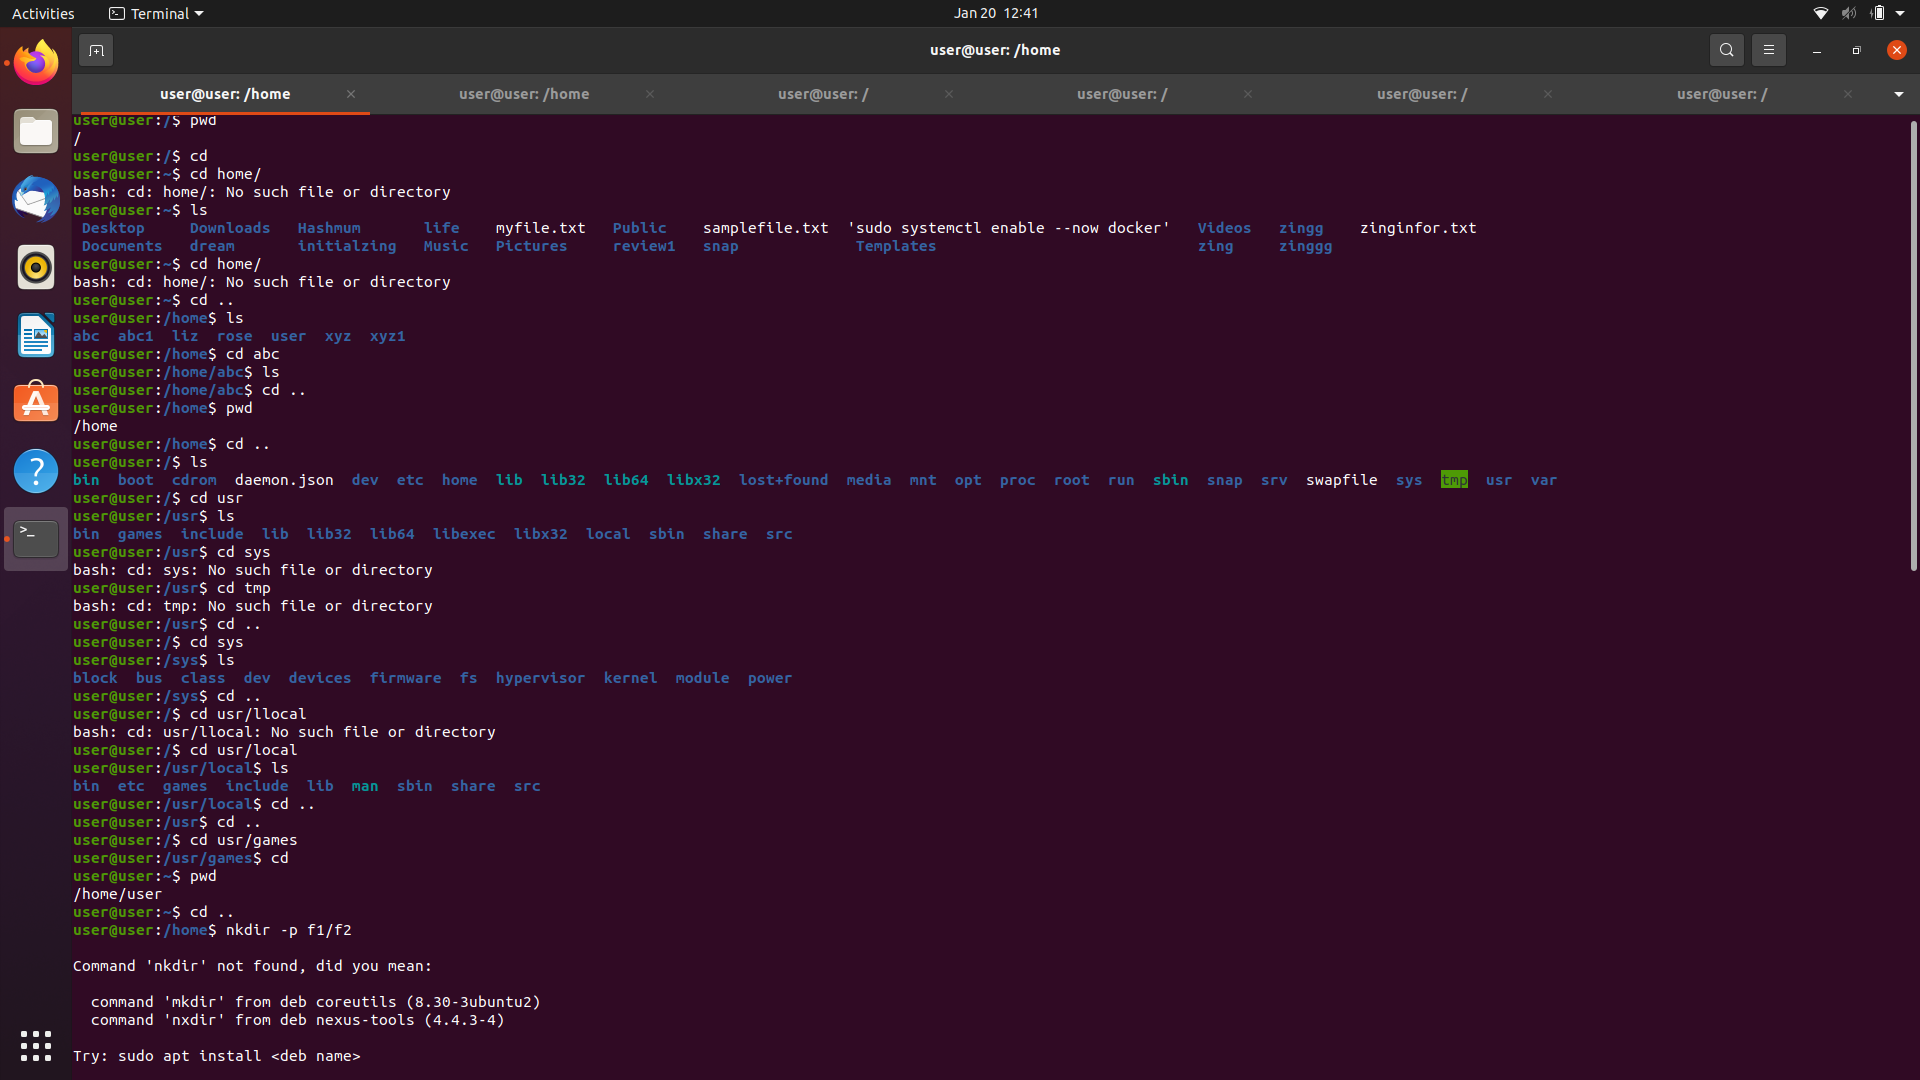 Activities Terminal Jan 20 12:41
user@user: /home
user@user: /home user@user: /home user@user: / user@user: / user@user: / user@user: /
user@user:/$ pwd
/
user@user:/$ cd
user@user:~$ cd home/
bash: cd: home/: No such file or directory
user@user:~$ ls
Desktop Downloads Hashmum life myfile.txt Public samplefile.txt 'sudo systemctl enable --now docker' Videos zingg zinginfor.txt
Documents dream initialzing Music Pictures review1 snap Templates zing zinggg
user@user:~$ cd home/
bash: cd: home/: No such file or directory
user@user:~$ cd ..
user@user:/home$ ls
abc abc1 liz rose user xyz xyz1
user@user:/home$ cd abc
user@user:/home/abc$ ls
user@user:/home/abc$ cd ..
user@user:/home$ pwd
/home
user@user:/home$ cd ..
user@user:/$ ls
bin boot cdrom daemon.json dev etc home lib lib32 lib64 libx32 lost+found media mnt opt proc root run sbin snap srv swapfile sys tmp usr var
user@user:/$ cd usr
user@user:/usr$ ls
bin games include lib lib32 lib64 libexec libx32 local sbin share src
user@user:/usr$ cd sys
bash: cd: sys: No such file or directory
user@user:/usr$ cd tmp
bash: cd: tmp: No such file or directory
user@user:/usr$ cd ..
user@user:/$ cd sys
user@user:/sys$ ls
block bus class dev devices firmware fs hypervisor kernel module power
user@user:/sys$ cd ..
user@user:/$ cd usr/llocal
bash: cd: usr/llocal: No such file or directory
user@user:/$ cd usr/local
user@user:/usr/local$ ls
bin etc games include lib man sbin share src
user@user:/usr/local$ cd ..
user@user:/usr$ cd ..
user@user:/$ cd usr/games
user@user:/usr/games$ cd
user@user:~$ pwd
/home/user
user@user:~$ cd ..
user@user:/home$ nkdir -p f1/f2
Command 'nkdir' not found, did you mean:
command 'mkdir' from deb coreutils (8.30-3ubuntu2)
command 'nxdir' from deb nexus-tools (4.4.3-4)
Try: sudo apt install <deb name>